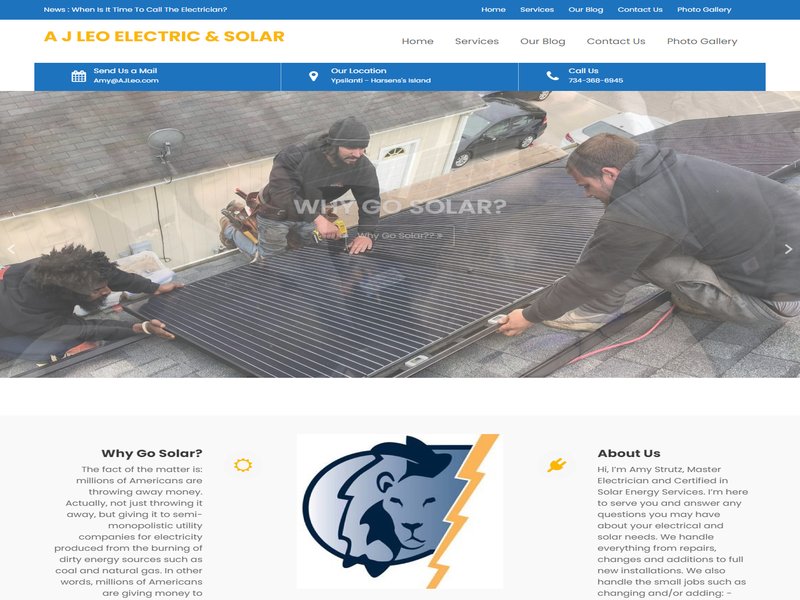 News : When Is It Time To Call The Electrician?
Home Services Our Blog Contact Us Photo Gallery
A J LEO ELECTRIC & SOLAR
Home Services Our Blog Contact Us Photo Gallery
Send Us a Mail
Amy@AJLeo.com
Our Location
Ypsilanti - Harsens's Island
Call Us
734-368-6945
WHY GO SOLAR?
Why Go Solar?? »
Why Go Solar?
The fact of the matter is:
millions of Americans are
throwing away money.
Actually, not just throwing it
away, but giving it to semi-
monopolistic utility
companies for electricity
produced from the burning of
dirty energy sources such as
coal and natural gas. In other
words, millions of Americans
are giving money to
About Us
Hi, I'm Amy Strutz, Master
Electrician and Certified in
Solar Energy Services. I'm here
to serve you and answer any
questions you may have
about your electrical and
solar needs. We handle
everything from repairs,
changes and additions to full
new installations. We also
handle the small jobs such as
changing and/or adding: -